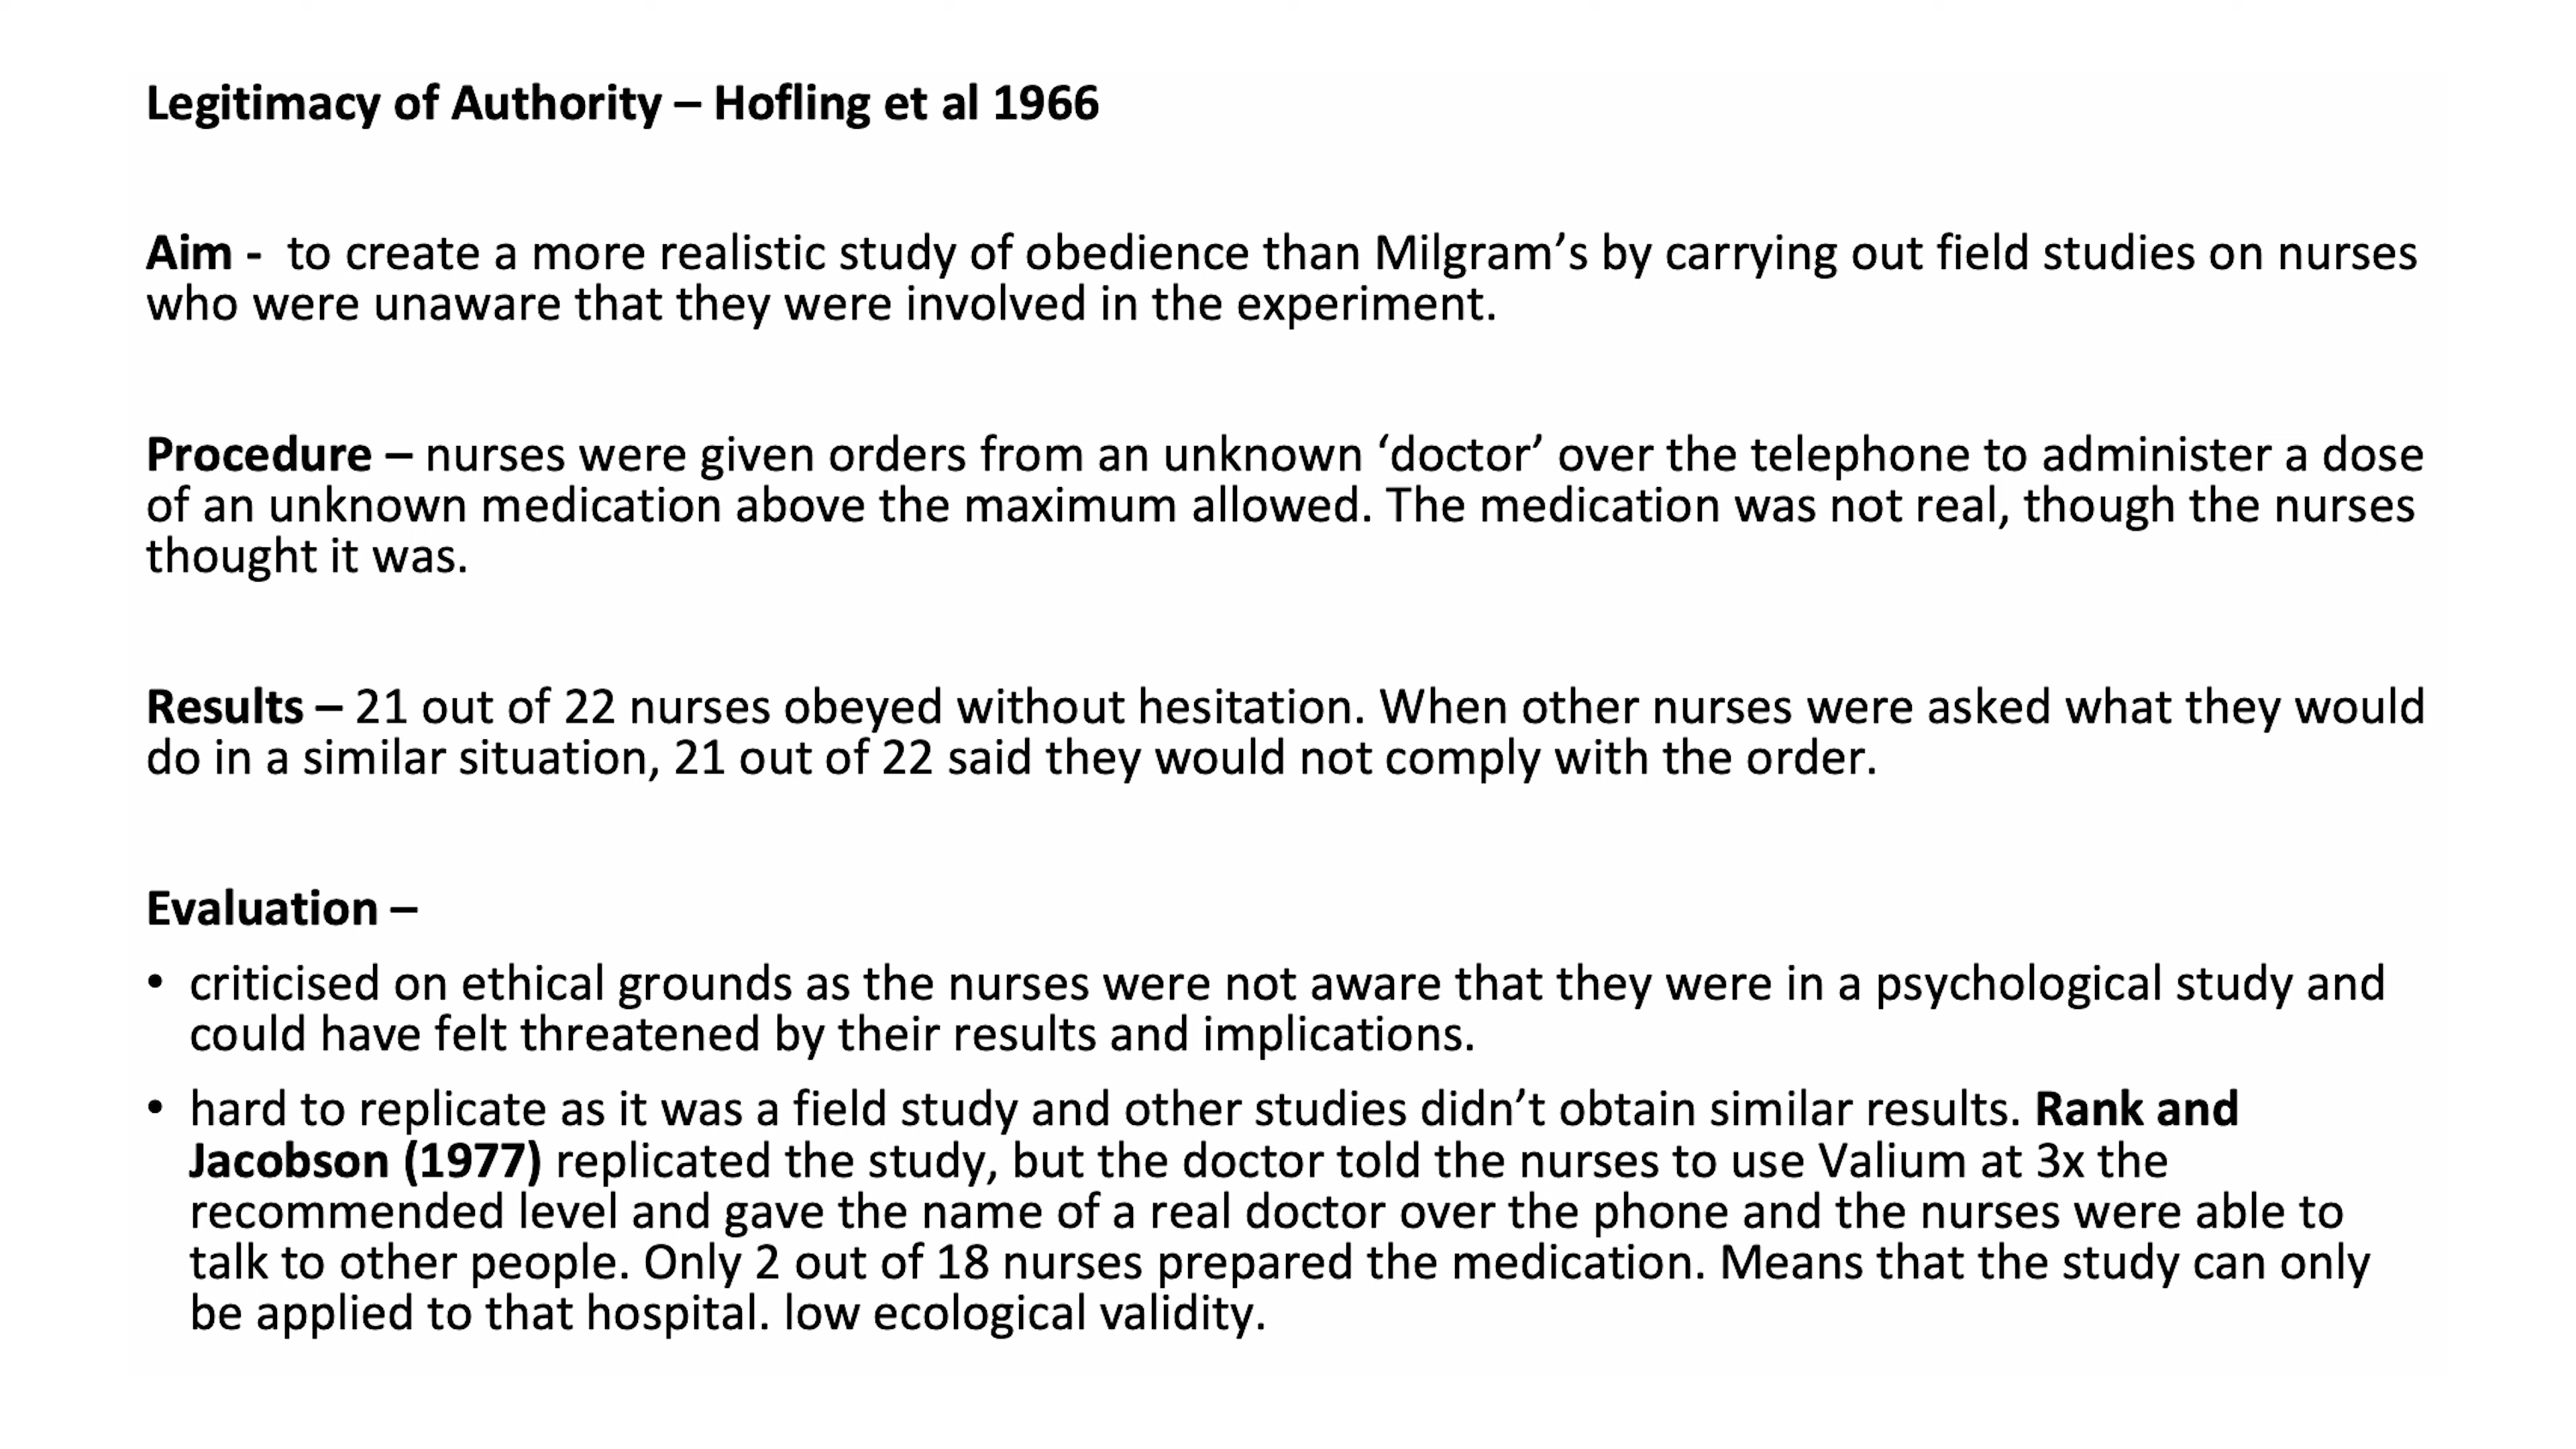 Legitimacy of Authority – Hofling et al 1966
Aim -  to create a more realistic study of obedience than Milgram’s by carrying out field studies on nurses
who were unaware that they were involved in the experiment.
Procedure – nurses were given orders from an unknown ‘doctor’ over the telephone to administer a dose
of an unknown medication above the maximum allowed. The medication was not real, though the nurses
thought it was.
Results – 21 out of 22 nurses obeyed without hesitation. When other nurses were asked what they would
do in a similar situation, 21 out of 22 said they would not comply with the order.
Evaluation –
• criticised on ethical grounds as the nurses were not aware that they were in a psychological study and
could have felt threatened by their results and implications.
• hard to replicate as it was a field study and other studies didn’t obtain similar results. Rank and
Jacobson (1977) replicated the study, but the doctor told the nurses to use Valium at 3x the
recommended level and gave the name of a real doctor over the phone and the nurses were able to
talk to other people. Only 2 out of 18 nurses prepared the medication. Means that the study can only
be applied to that hospital. low ecological validity.